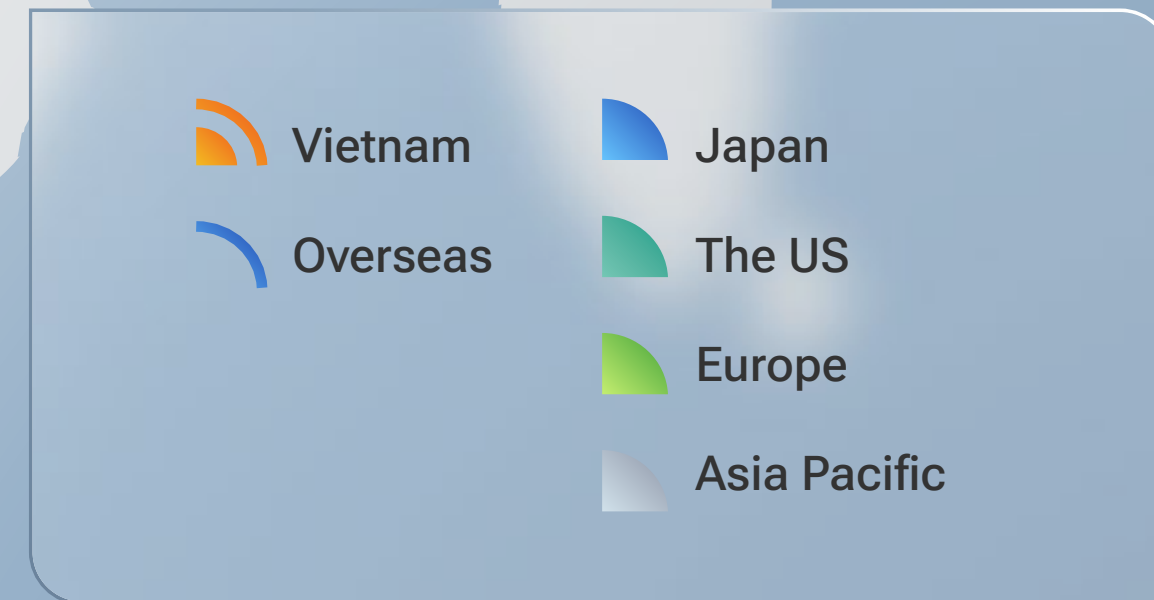 Vietnam
Overseas
Japan
The US
Europe
Asia Pacific